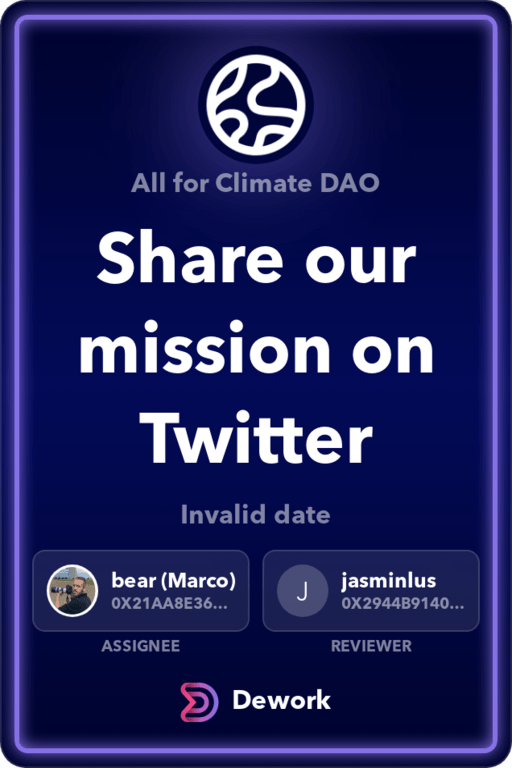 All for Climate DAO
Share our
mission on
Twitter
Invalid date
bear (Marco)
0X21AA8E36...
ASSIGNEE
J
jasminlus
0X2944B9140...
REVIEWER
Dework